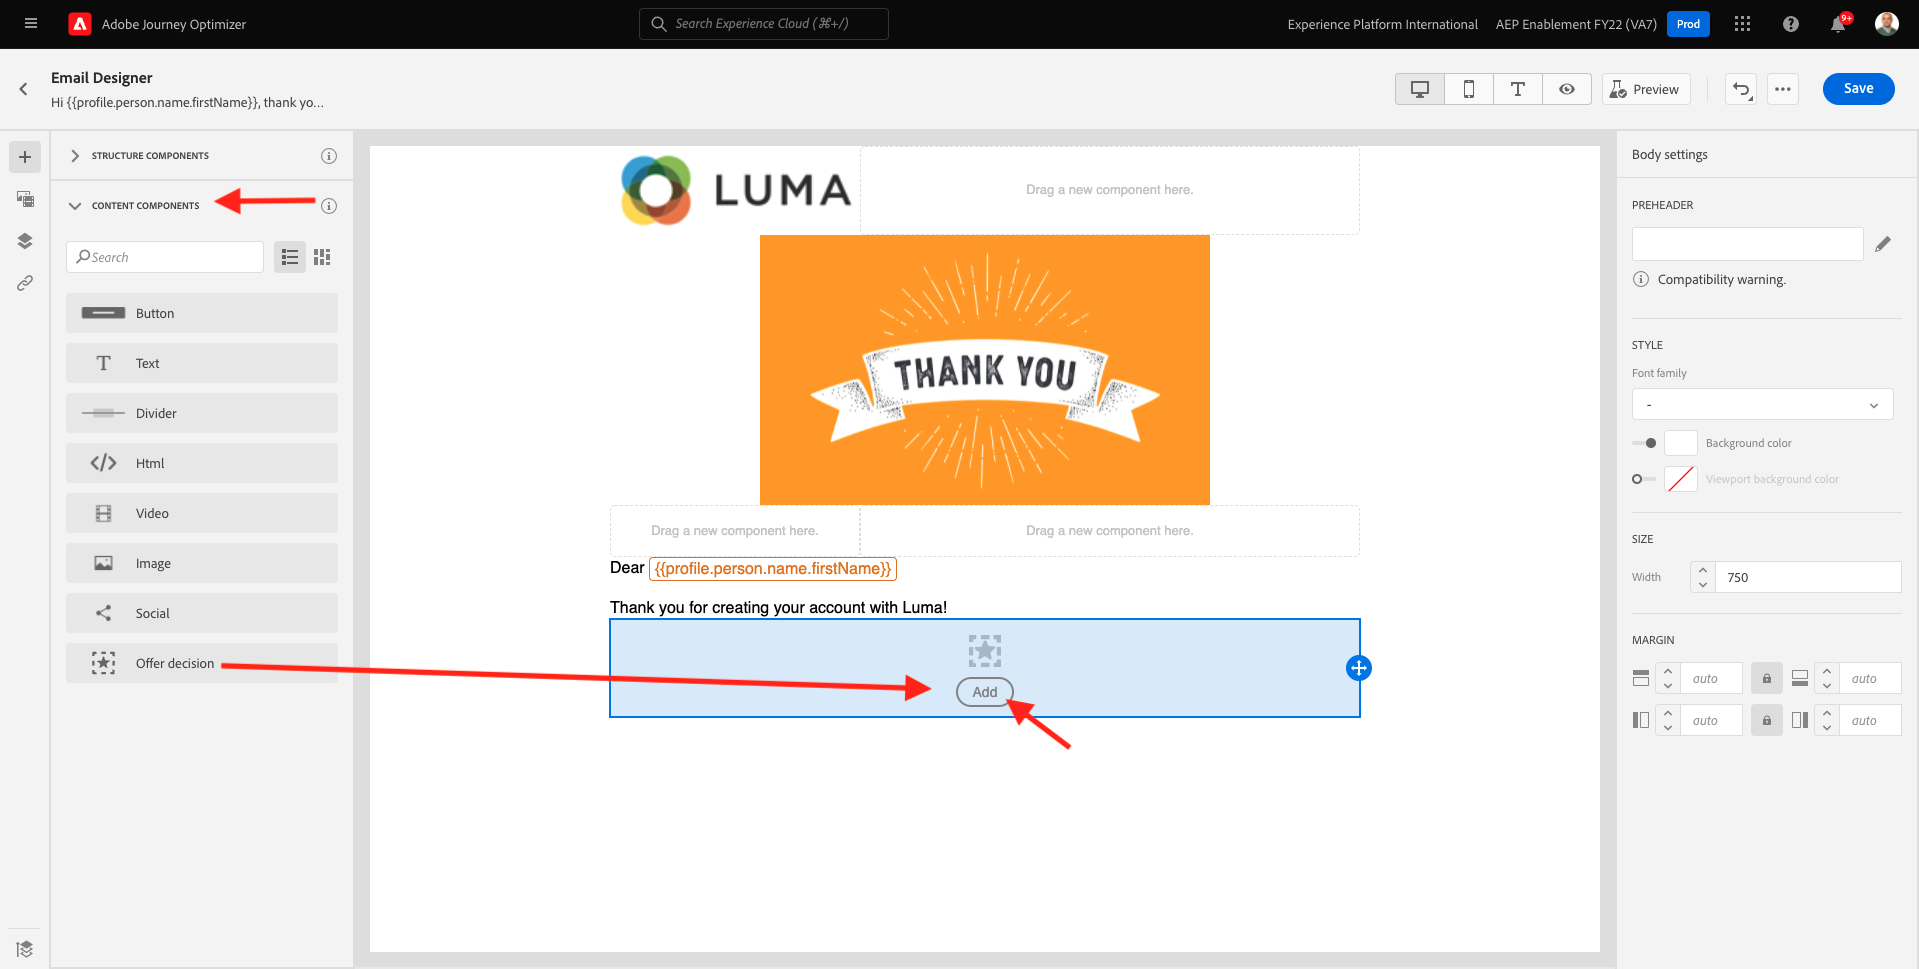 Adobe Journey Optimizer
Search Experience Cloud (⌘+/)
Experience Platform International
AEP Enablement FY22 (VA7)
Prod
9+
Email Designer
Hi {{profile.person.name.firstName}}, thank yo...
Preview
Save
STRUCTURE COMPONENTS
CONTENT COMPONENTS
Search
Button
Text
Divider
Html
Video
Image
Social
Offer decision
LUMA
Drag a new component here.
THANK YOU
Drag a new component here.
Drag a new component here.
Dear {{profile.person.name.firstName}}
Thank you for creating your account with Luma!
Add
Body settings
PREHEADER
Compatibility warning.
STYLE
Font family
-
Background color
Viewport background color
SIZE
Width
750
MARGIN
auto
auto
auto
auto